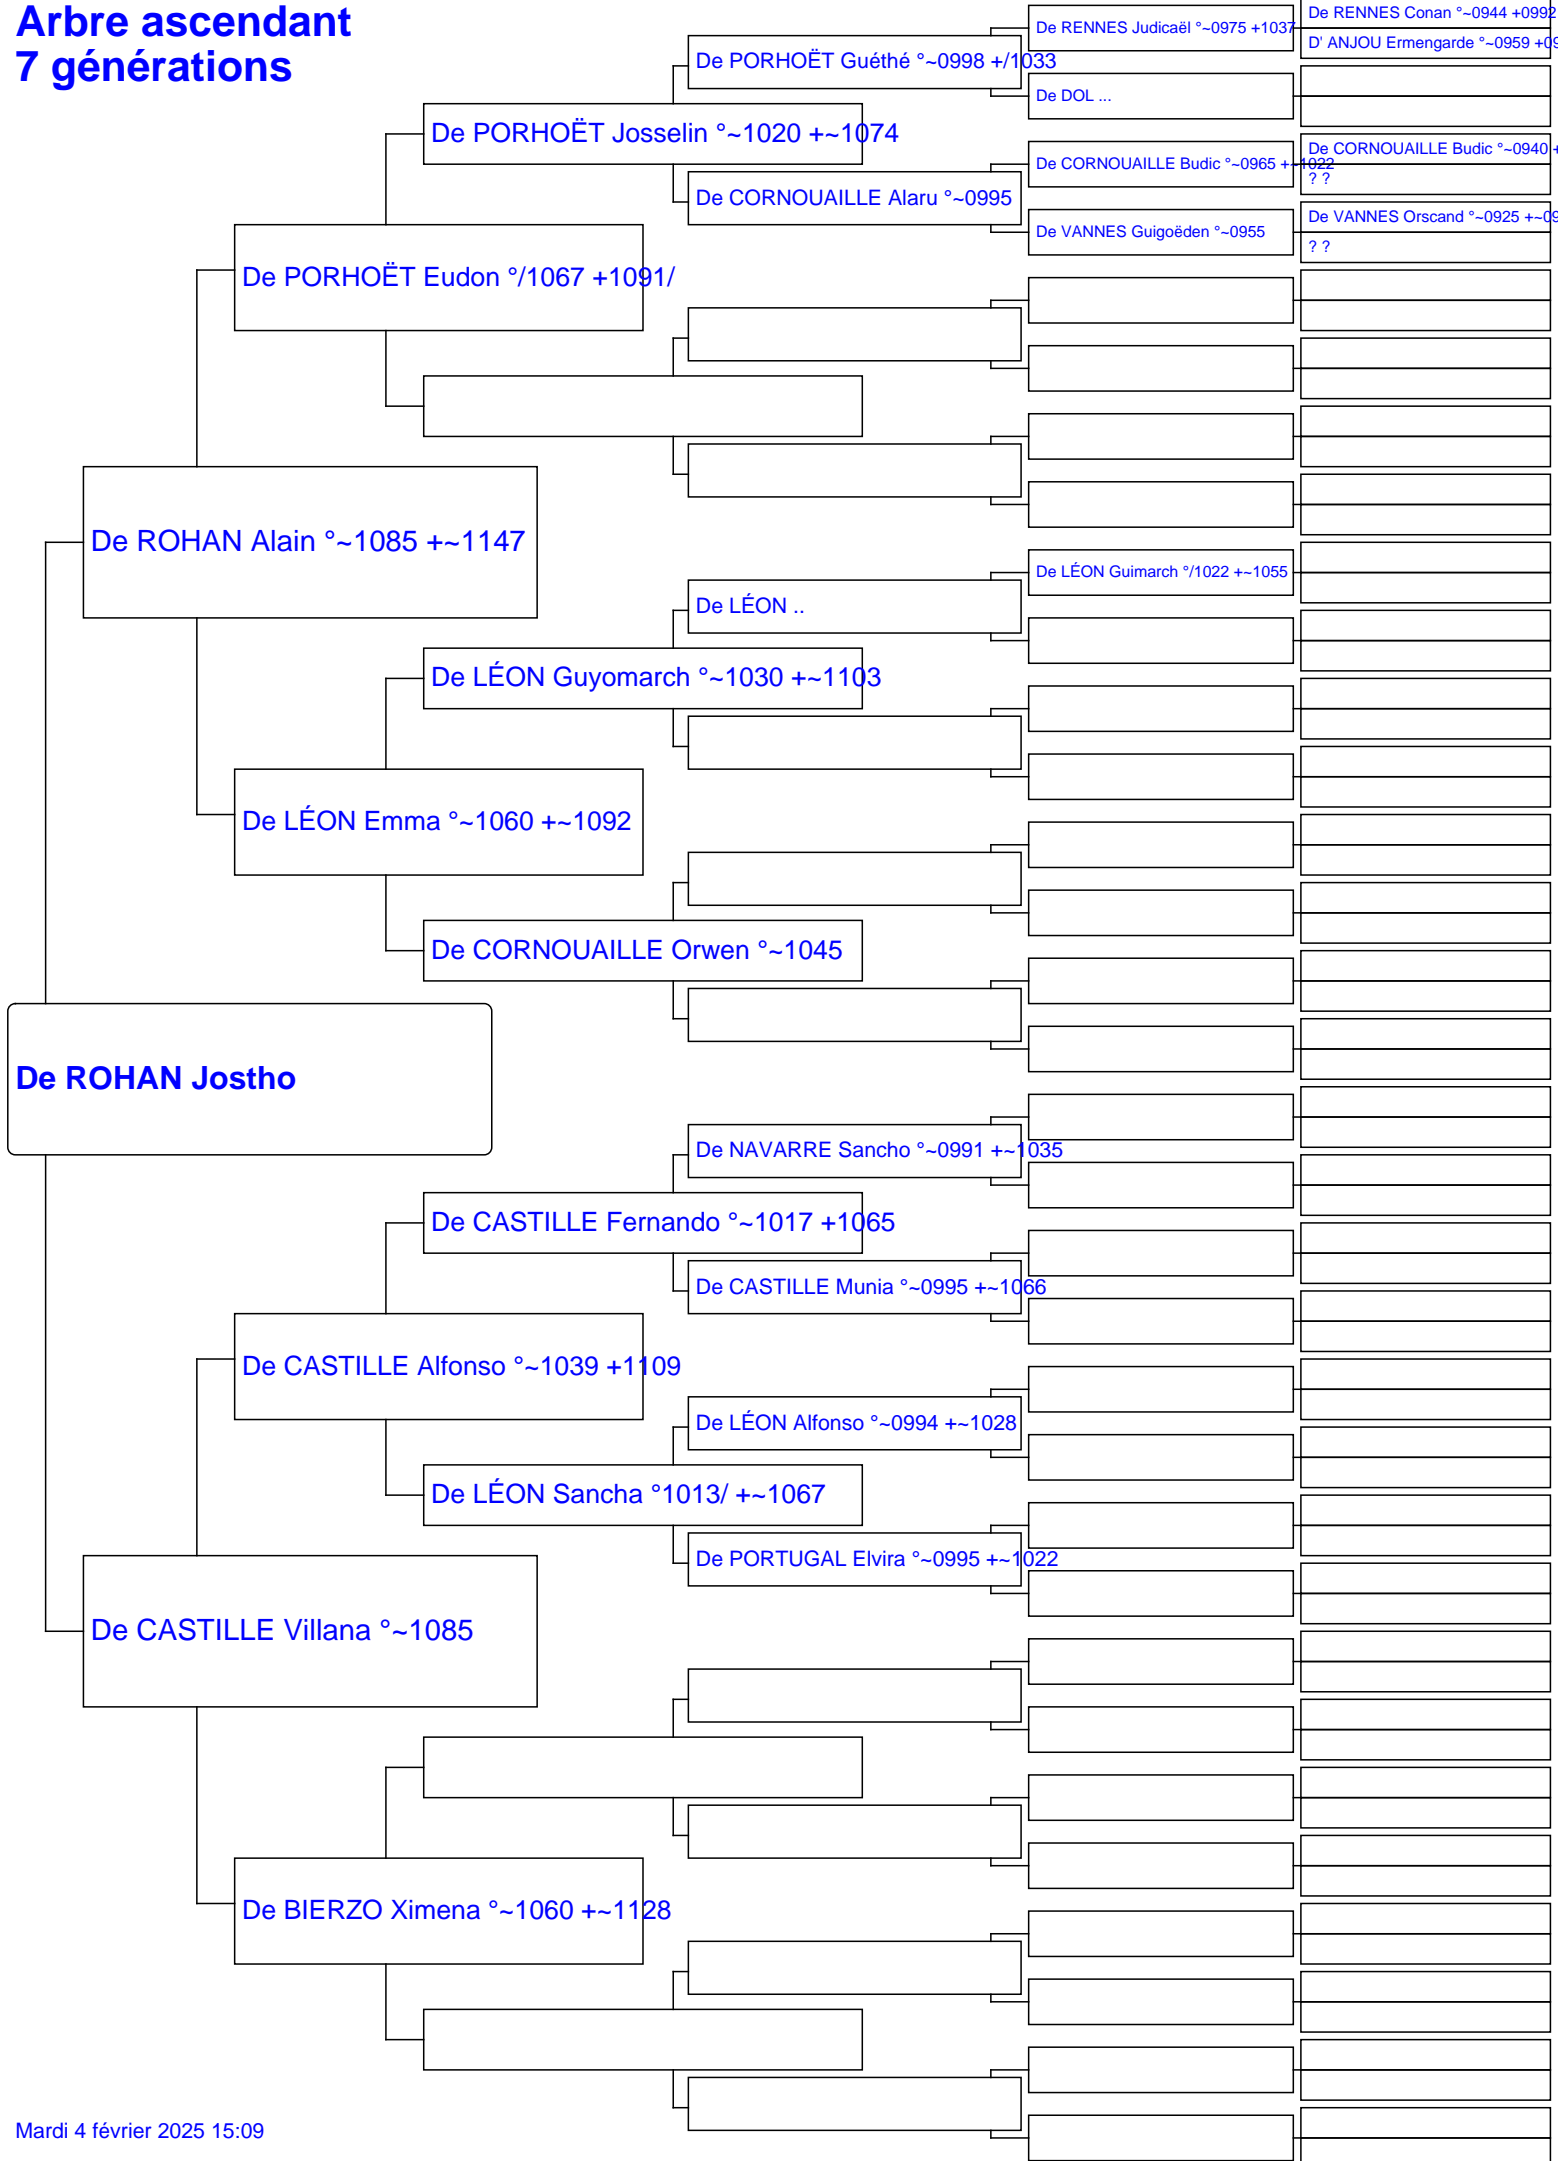 Arbre ascendant
7 générations
De RENNES Conan °~0944 +0992
De RENNES Judicaël °~0975 +1037
D' ANJOU Ermengarde °~0959 +09
De PORHOËT Guéthé °~0998 +/1033
De DOL ...
De PORHOËT Josselin °~1020 +~1074
De CORNOUAILLE Budic °~0940 +
De CORNOUAILLE Budic °~0965 +~1022
? ?
De CORNOUAILLE Alaru °~0995
De VANNES Orscand °~0925 +~09
De VANNES Guigoëden °~0955
? ?
De PORHOËT Eudon °/1067 +1091/
De ROHAN Alain °~1085 +~1147
De LÉON Guimarch °/1022 +~1055
De LÉON ..
De LÉON Guyomarch °~1030 +~1103
De LÉON Emma °~1060 +~1092
De CORNOUAILLE Orwen °~1045
De ROHAN Jostho
De NAVARRE Sancho °~0991 +~1035
De CASTILLE Fernando °~1017 +1065
De CASTILLE Munia °~0995 +~1066
De CASTILLE Alfonso °~1039 +1109
De LÉON Alfonso °~0994 +~1028
De LÉON Sancha °1013/ +~1067
De PORTUGAL Elvira °~0995 +~1022
De CASTILLE Villana °~1085
De BIERZO Ximena °~1060 +~1128
Mardi 4 février 2025 15:09